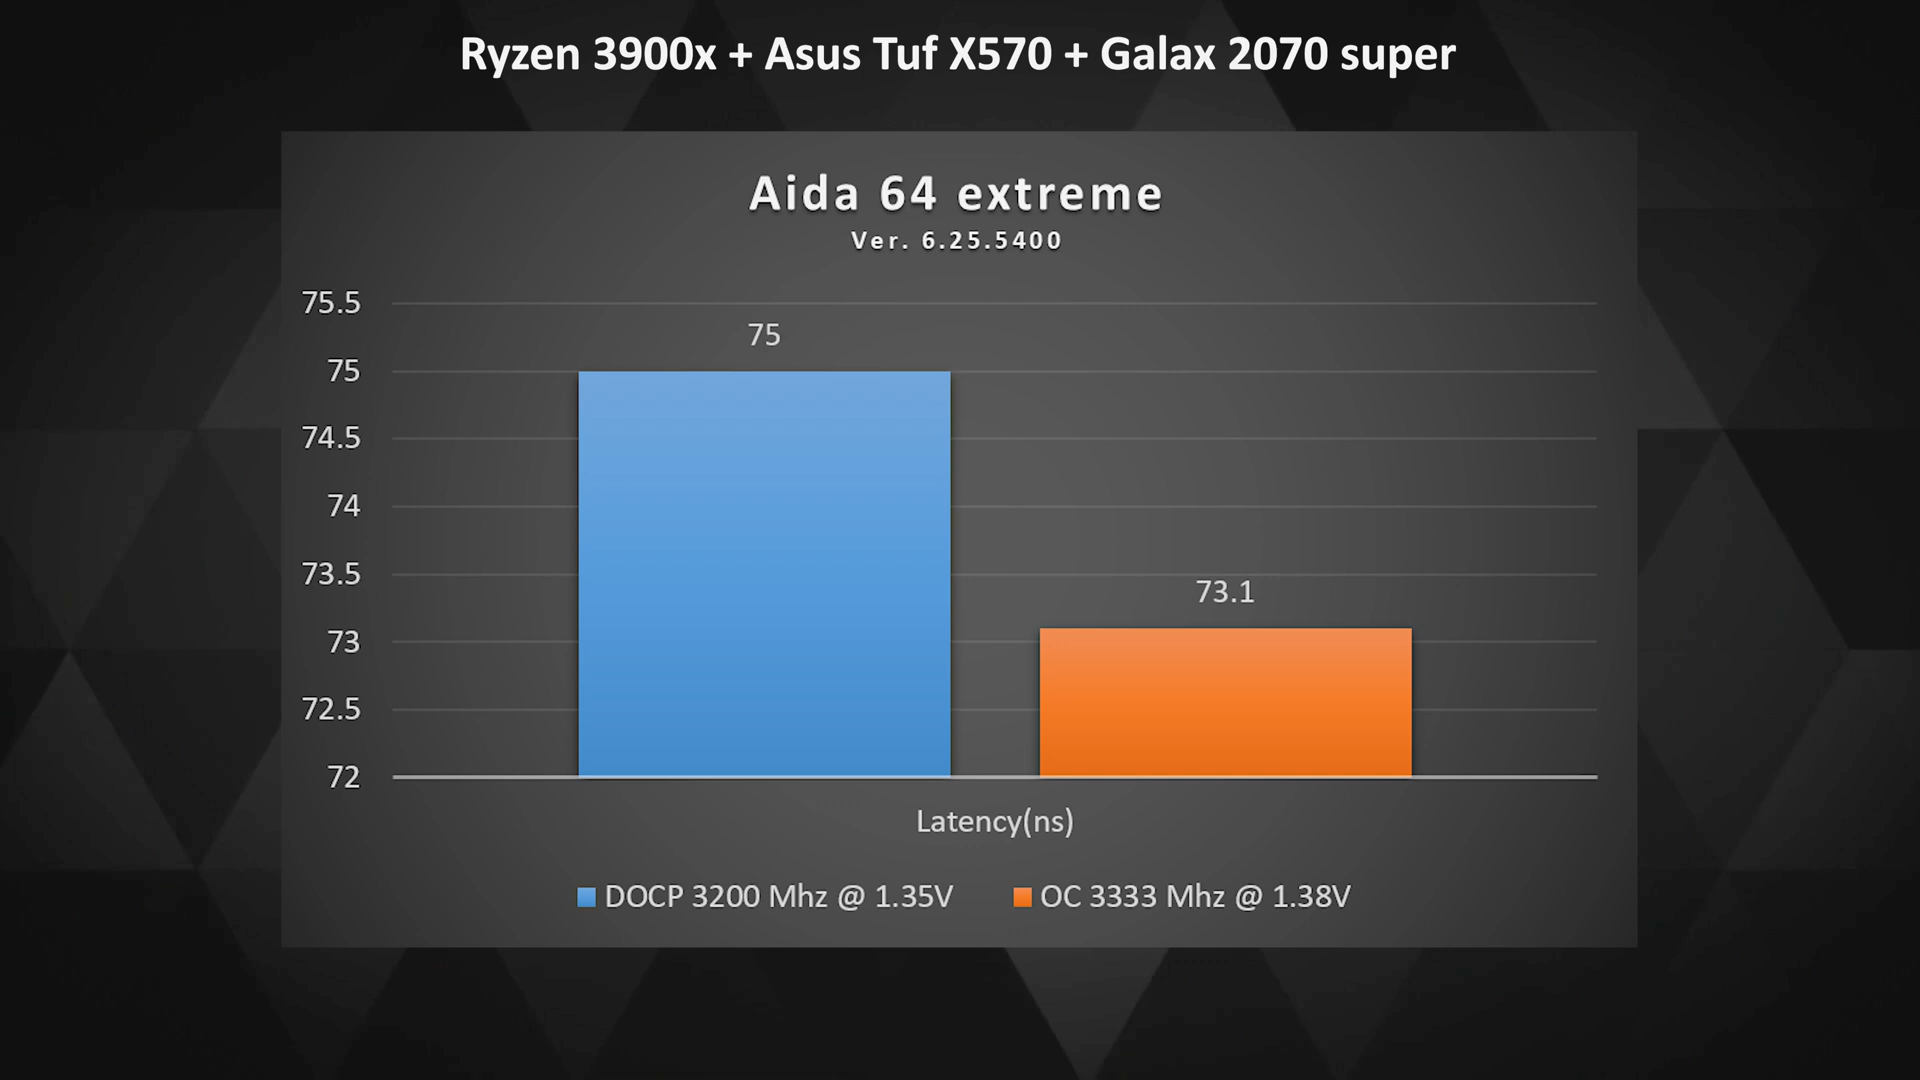 Ryzen 3900x + Asus Tuf X570 + Galax 2070 super
Aida 64 extreme
Ver. 6.25.5400
75.5
75
74.5
74
73.5
73
72.5
72
75
73.1
Latency(ns)
DOCP 3200 Mhz @ 1.35V
OC 3333 Mhz @ 1.38V